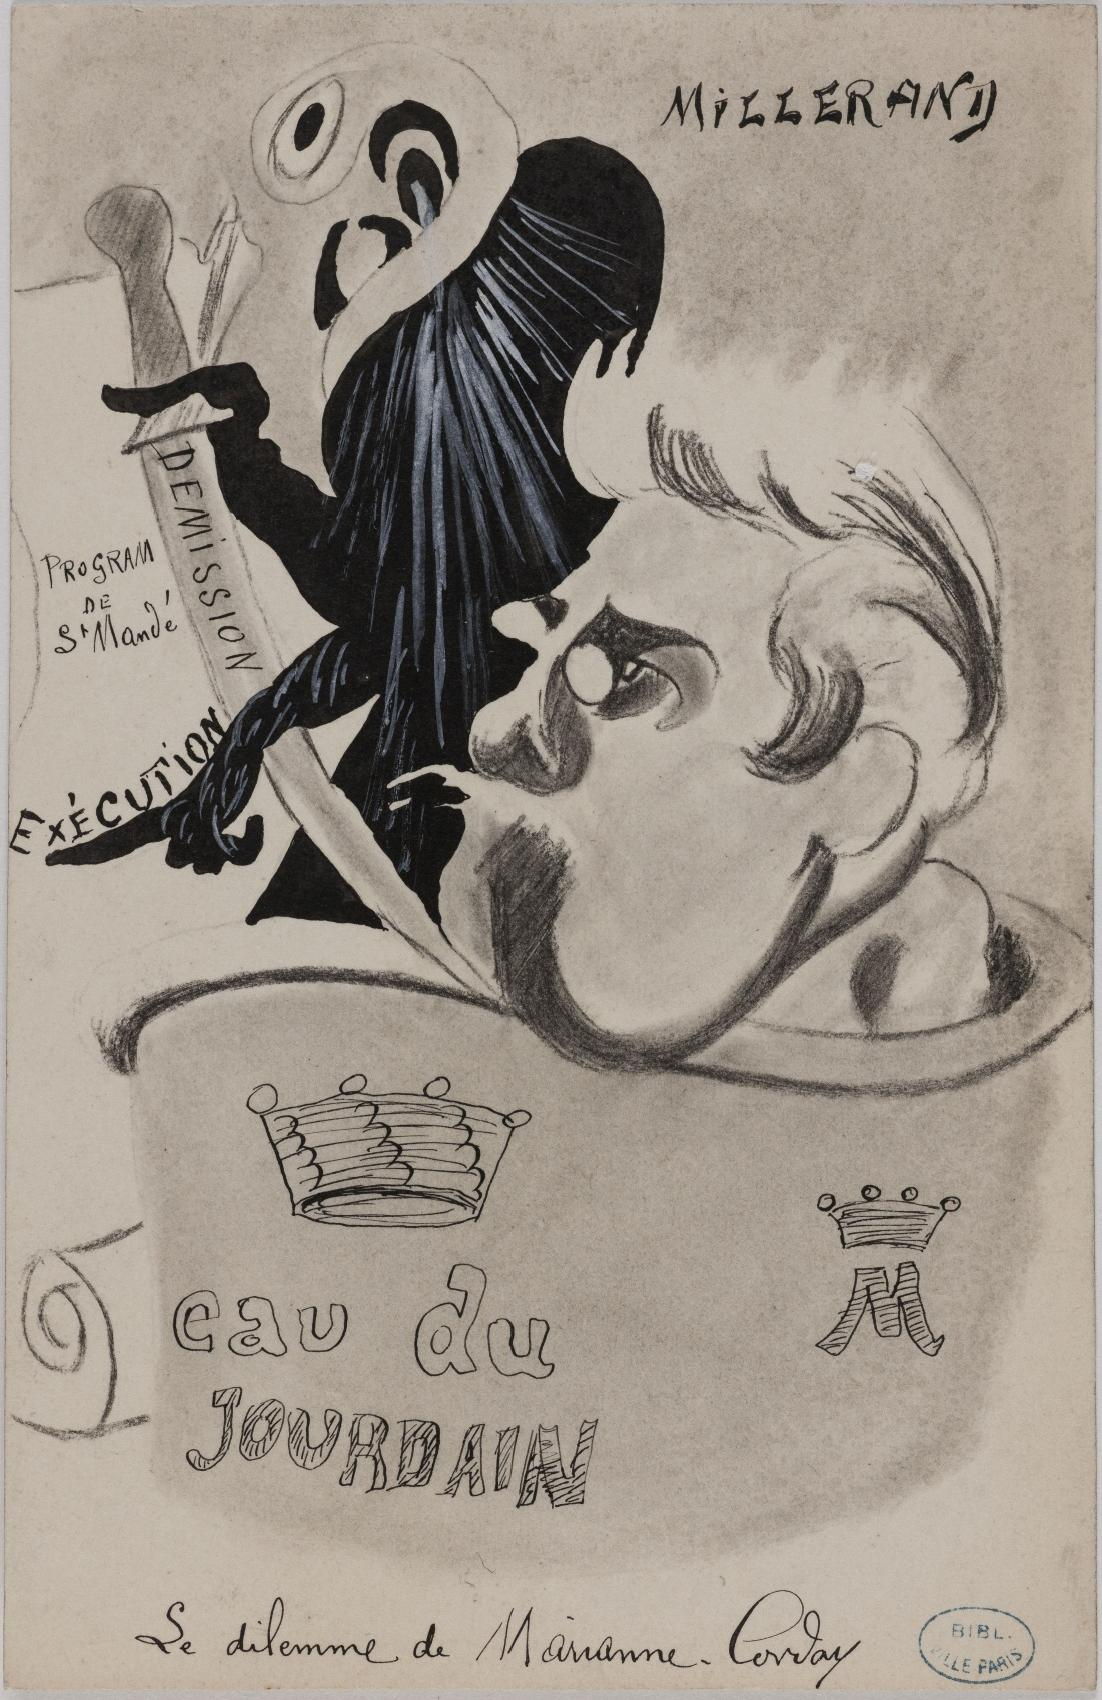 MiLLERAND
DEMiSSION
PROGRAM
DE
St Mandé
EXÉCUTiON
M
eau du
JOURDAIN
Le dilemme de Marianne - Corday
BIBL.
VILLE PARIS